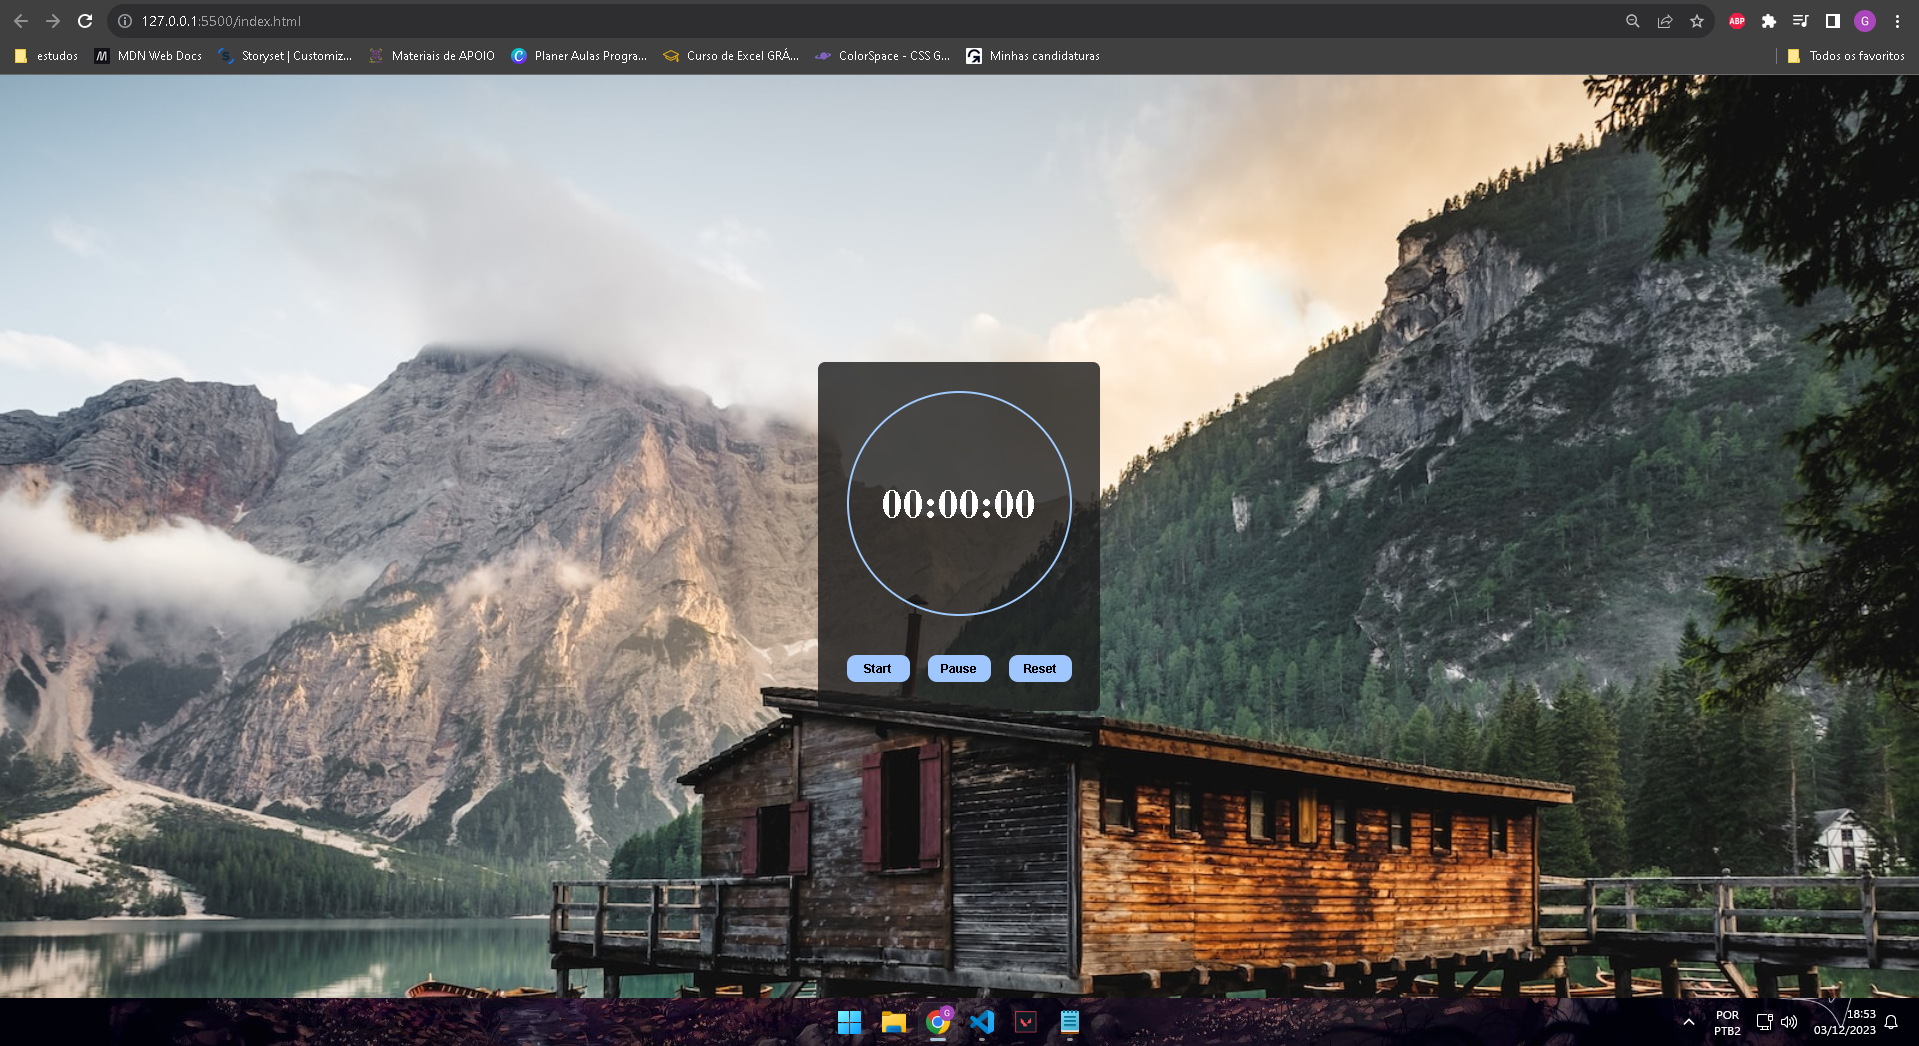 127.0.0.1:5500/index.html
ABP
G
estudos
M
MDN Web Docs
Storyset | Customiz...
Materiais de APOIO
C
Planer Aulas Progra...
Curso de Excel GRÁ...
ColorSpace - CSS G...
Minhas candidaturas
Todos os favoritos
00:00:00
Start
Pause
Reset
G
POR
PTB2
18:53
03/12/2023